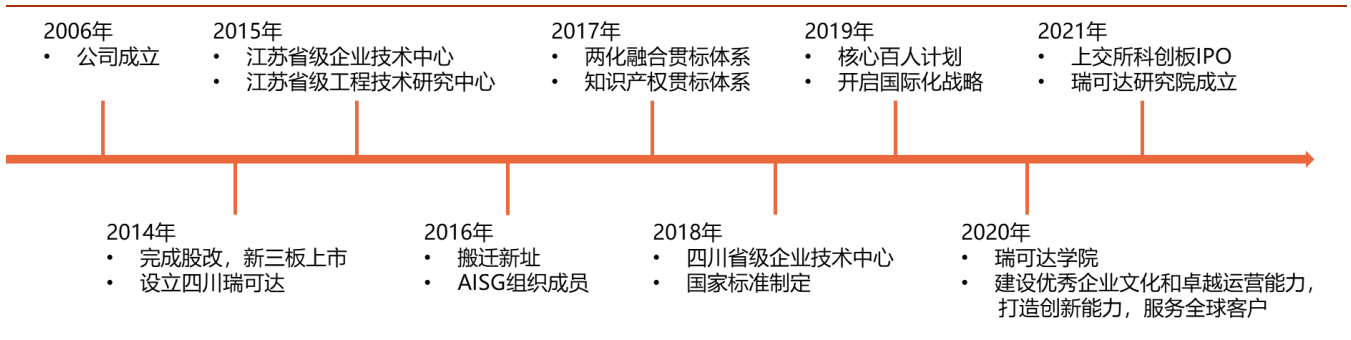 2006年
• 公司成立
2015年
• 江苏省级企业技术中心
• 江苏省级工程技术研究中心
2017年
• 两化融合贯标体系
• 知识产权贯标体系
2019年
• 核心百人计划
• 开启国际化战略
2021年
• 上交所科创板IPO
• 瑞可达研究院成立
2014年
• 完成股改，新三板上市
• 设立四川瑞可达
2016年
• 搬迁新址
• AISG组织成员
2018年
• 四川省级企业技术中心
• 国家标准制定
2020年
• 瑞可达学院
• 建设优秀企业文化和卓越运营能力，
打造创新能力，服务全球客户